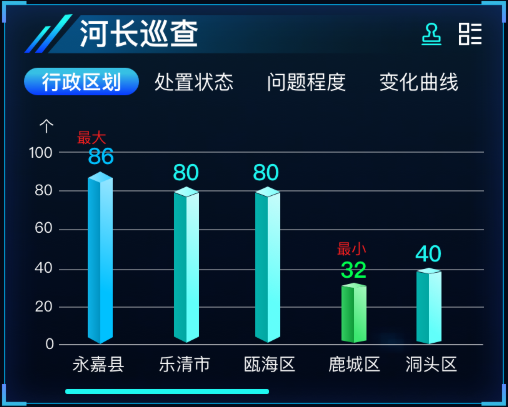 河长巡查
行政区划 处置状态 问题程度 变化曲线
个
最大
100
86
80 80
80
60
最小
40
32 40
20
0
永嘉县 乐清市 瓯海区 鹿城区 洞头区